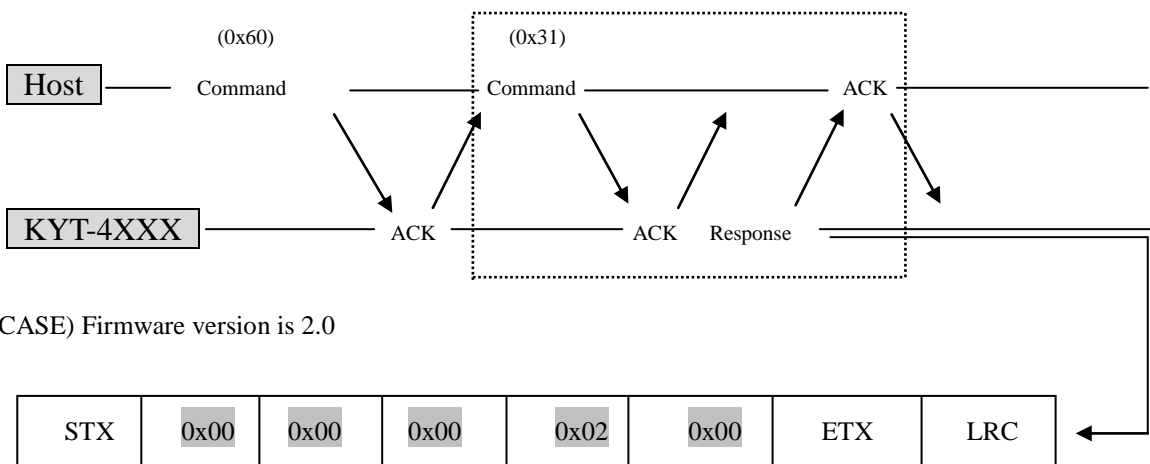 (0x60) (0x31)
Host Command Command ACK
KYT-4XXX ACK ACK Response
CASE) Firmware version is 2.0
STX 0x00 0x00 0x00 0x02 0x00 ETX LRC